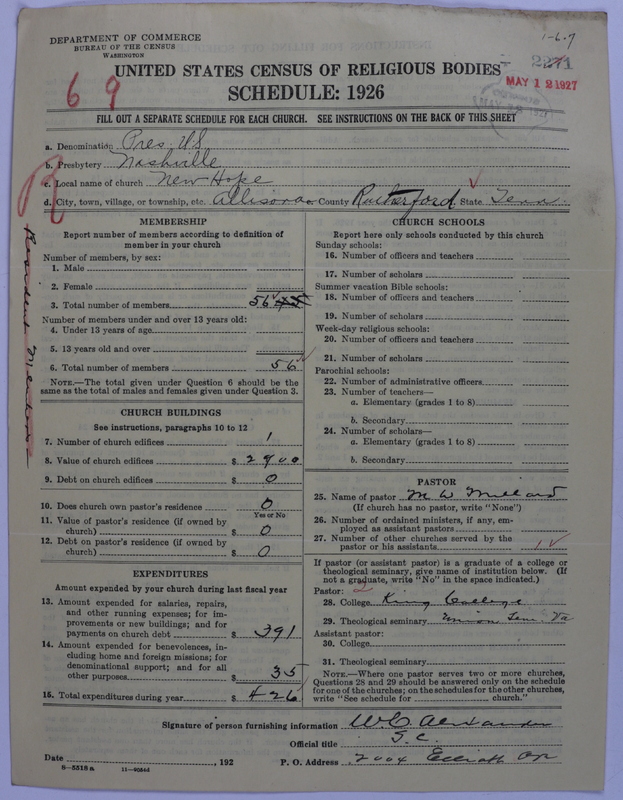 DEPARTMENT OF COMMERCE
BUREAU OF THE CENSUS
WASHINGTON
1-6-7
2271
MAY 12 1927
UNITED STATES CENSUS OF RELIGIOUS BODIES
SCHEDULE: 1926
6 9
FILL OUT A SEPARATE SCHEDULE FOR EACH CHURCH. SEE INSTRUCTIONS ON THE BACK OF THIS SHEET
a. Denomination Pres. US
b. Presbytery Nashville
c. Local name of church New Hope
d. City, town, village, or township, etc. Allisona County Rutherford State Tenn
MEMBERSHIP
Report number of members according to definition of
member in your church
Number of members, by sex:
1. Male
2. Female
3. Total number of members 56
Number of members under and over 13 years old:
4. Under 13 years of age
5. 13 years old and over
6. Total number of members 56
NOTE.—The total given under Question 6 should be the
same as the total of males and females given under Question 3.
CHURCH BUILDINGS
See instructions, paragraphs 10 to 12
7. Number of church edifices 1
8. Value of church edifices $ 2900
9. Debt on church edifices $ 0
10. Does church own pastor's residence 0
Yes or No
11. Value of pastor's residence (if owned by
church) $ 0
12. Debt on pastor's residence (if owned by
church) $ 0
EXPENDITURES
Amount expended by your church during last fiscal year
13. Amount expended for salaries, repairs,
and other running expenses; for im-
provements or new buildings; and for
payments on church debt $ 391
14. Amount expended for benevolences, in-
cluding home and foreign missions; for
denominational support; and for all
other purposes $ 35
15. Total expenditures during year $ 426
CHURCH SCHOOLS
Report here only schools conducted by this church
Sunday schools:
16. Number of officers and teachers
17. Number of scholars
Summer vacation Bible schools:
18. Number of officers and teachers
19. Number of scholars
Week-day religious schools:
20. Number of officers and teachers
21. Number of scholars
Parochial schools:
22. Number of administrative officers
23. Number of teachers—
a. Elementary (grades 1 to 8)
b. Secondary
24. Number of scholars—
a. Elementary (grades 1 to 8)
b. Secondary
PASTOR
25. Name of pastor M W Millard
(If church has no pastor, write "None")
26. Number of ordained ministers, if any, em-
ployed as assistant pastors
27. Number of other churches served by the
pastor or his assistants 1
If pastor (or assistant pastor) is a graduate of a college or
theological seminary, give name of institution below. (If
not a graduate, write "No" in the space indicated.)
Pastor: 2
28. College King College
29. Theological seminary Union Sem. Va
Assistant pastor:
30. College
31. Theological seminary
NOTE.—Where one pastor serves two or more churches,
Questions 28 and 29 should be answered only on the schedule
for one of the churches; on the schedules for the other churches,
write "See schedule for church."
Signature of person furnishing information W C Alexander
Official title S. C.
Date , 192 P. O. Address 2004
8-5518a 11-9054d